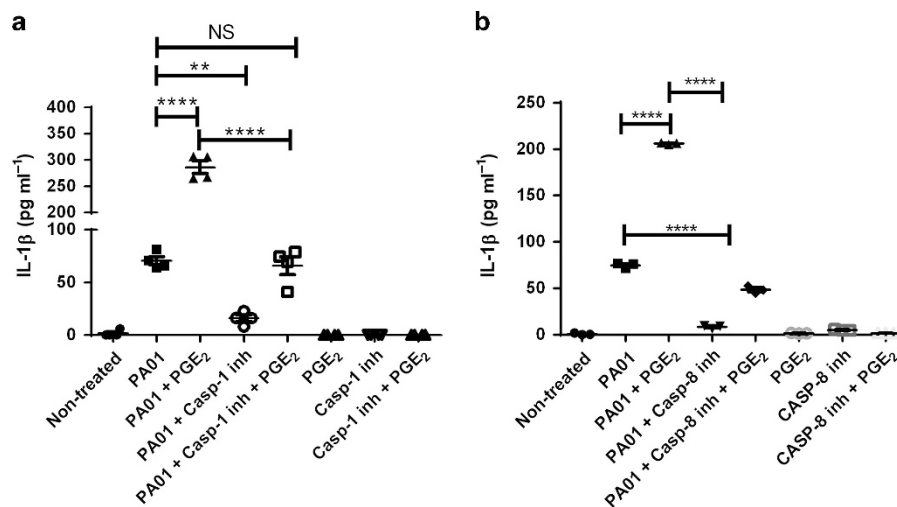 a
NS
**
****
****
400
350
300
250
200
100
50
0
IL-1β (pg ml⁻¹)
Non-treated
PA01
PA01 + PGE₂
PA01 + Casp-1 inh
PA01 + Casp-1 inh + PGE₂
PGE₂
Casp-1 inh
Casp-1 inh + PGE₂
b
****
****
****
250
200
150
100
50
0
IL-1β (pg ml⁻¹)
Non-treated
PA01
PA01 + PGE₂
PA01 + Casp-8 inh
PA01 + Casp-8 inh + PGE₂
PGE₂
CASP-8 inh
CASP-8 inh + PGE₂